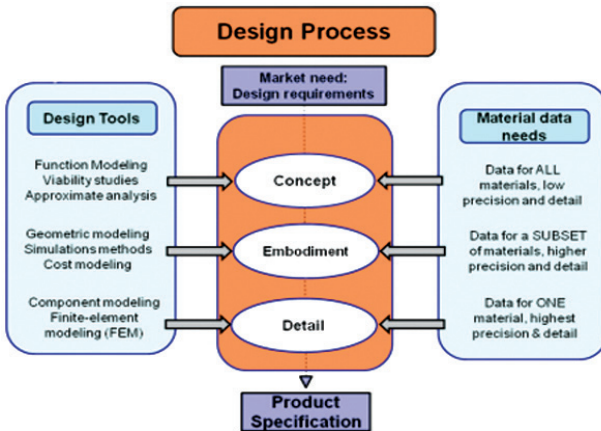 Design Process
Market need:
Design requirements
Design Tools
Function Modeling
Viability studies
Approximate analysis
Geometric modeling
Simulations methods
Cost modeling
Component modeling
Finite-element
modeling (FEM)
Concept
Embodiment
Detail
Material data
needs
Data for ALL
materials, low
precision and detail
Data for a SUBSET
of materials, higher
precision and detail
Data for ONE
material, highest
precision & detail
Product
Specification